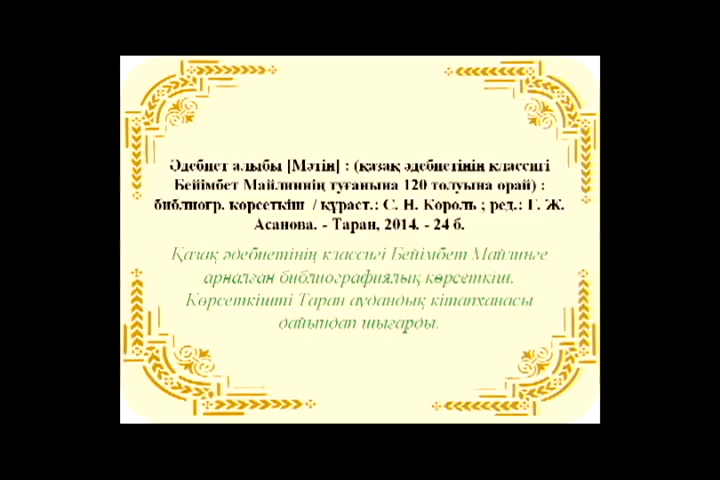 Әдебиет алыбы [Мәтін] : (қазақ әдебиетінің классигі
Бейімбет Майлиннің туғанына 120 толуына орай) :
библиогр. көрсеткіш / құраст.: С. Н. Король ; ред.: Г. Ж.
Асанова. - Таран, 2014. - 24 б.
Қазақ әдебиетінің классигі Бейімбет Майлинге
арналған библиографиялық көрсеткіш.
Көрсеткішті Таран аудандық кітапханасы
дайындап шығарды.